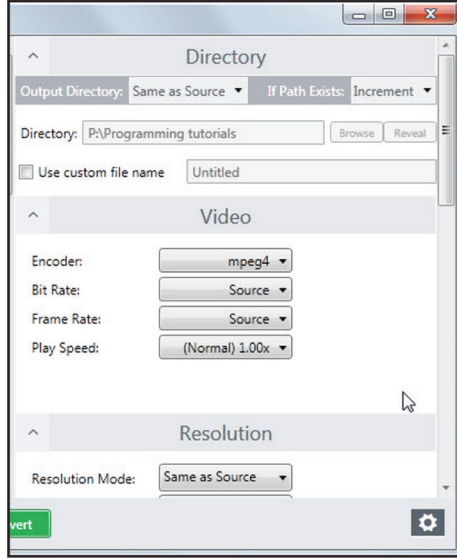 Directory
Output Directory: Same as Source If Path Exists: Increment
Directory: P:\Programming tutorials Browse Reveal
Use custom file name Untitled
Video
Encoder: mpeg4
Bit Rate: Source
Frame Rate: Source
Play Speed: (Normal) 1.00x
Resolution
Resolution Mode: Same as Source
vert